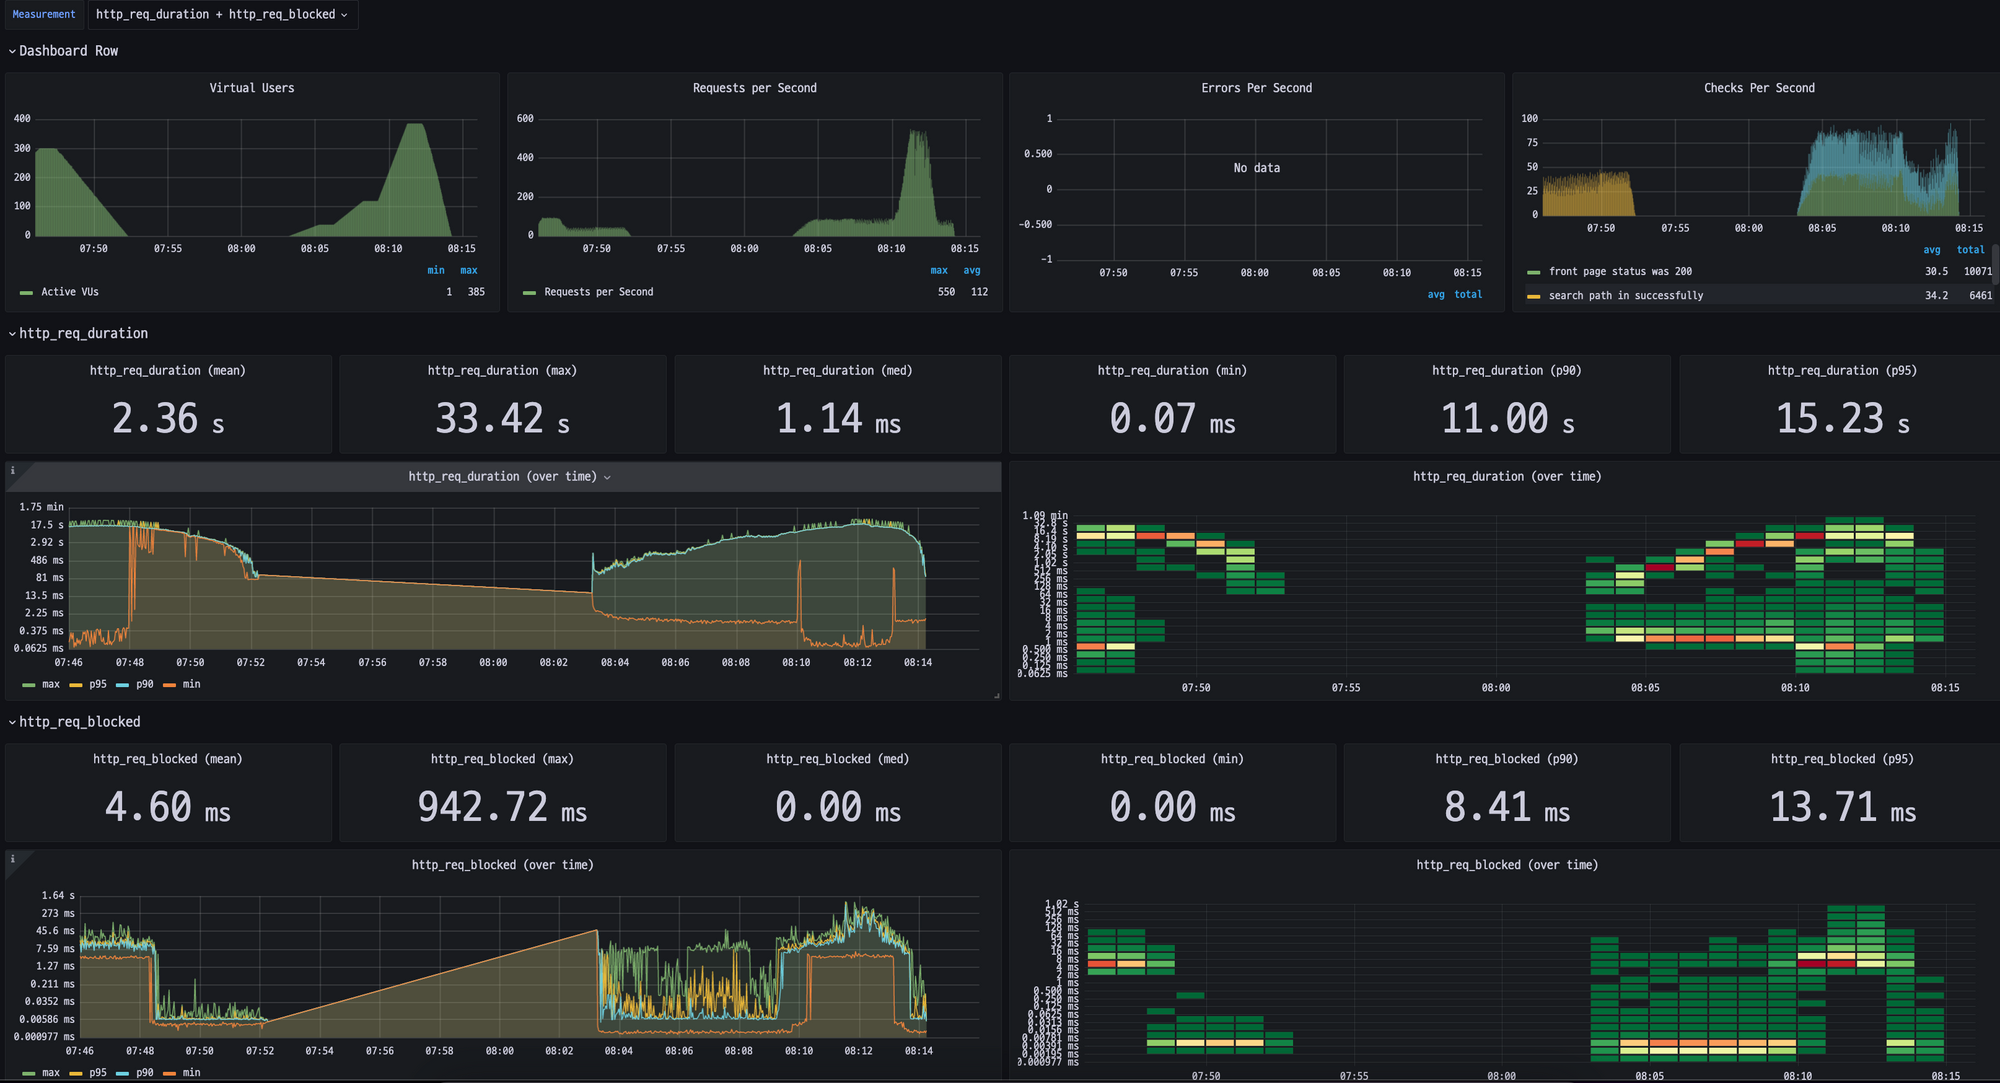 Measurement http_req_duration + http_req_blocked
Dashboard Row
Virtual Users
400
300
200
100
0
07:50 07:55 08:00 08:05 08:10 08:15
min max
Active VUs 1 385
Requests per Second
600
400
200
0
07:50 07:55 08:00 08:05 08:10 08:15
max avg
Requests per Second 550 112
Errors Per Second
1
0.500
0
-0.500
-1
No data
07:50 07:55 08:00 08:05 08:10 08:15
avg total
Checks Per Second
100
75
50
25
0
07:50 07:55 08:00 08:05 08:10 08:15
avg total
front page status was 200 30.5 10071
search path in successfully 34.2 6461
http_req_duration
http_req_duration (mean)
2.36 s
http_req_duration (max)
33.42 s
http_req_duration (med)
1.14 ms
http_req_duration (min)
0.07 ms
http_req_duration (p90)
11.00 s
http_req_duration (p95)
15.23 s
http_req_duration (over time)
1.75 min
17.5 s
2.92 s
486 ms
81 ms
13.5 ms
2.25 ms
0.375 ms
0.0625 ms
07:46 07:48 07:50 07:52 07:54 07:56 07:58 08:00 08:02 08:04 08:06 08:08 08:10 08:12 08:14
max p95 p90 min
http_req_duration (over time)
1.09 min
32.8 s
16.4 s
8.19 s
4.10 s
2.05 s
1.02 s
512 ms
256 ms
128 ms
64 ms
32 ms
16 ms
8 ms
4 ms
2 ms
1 ms
0.500 ms
0.250 ms
0.125 ms
0.0625 ms
07:50 07:55 08:00 08:05 08:10 08:15
http_req_blocked
http_req_blocked (mean)
4.60 ms
http_req_blocked (max)
942.72 ms
http_req_blocked (med)
0.00 ms
http_req_blocked (min)
0.00 ms
http_req_blocked (p90)
8.41 ms
http_req_blocked (p95)
13.71 ms
http_req_blocked (over time)
1.64 s
273 ms
45.6 ms
7.59 ms
1.27 ms
0.211 ms
0.0352 ms
0.00586 ms
0.000977 ms
07:46 07:48 07:50 07:52 07:54 07:56 07:58 08:00 08:02 08:04 08:06 08:08 08:10 08:12 08:14
max p95 p90 min
http_req_blocked (over time)
1.02 s
512 ms
256 ms
128 ms
64 ms
32 ms
16 ms
8 ms
4 ms
2 ms
1 ms
0.500 ms
0.250 ms
0.125 ms
0.0625 ms
0.0313 ms
0.0156 ms
0.00781 ms
0.00391 ms
0.00195 ms
0.000977 ms
07:50 07:55 08:00 08:05 08:10 08:15